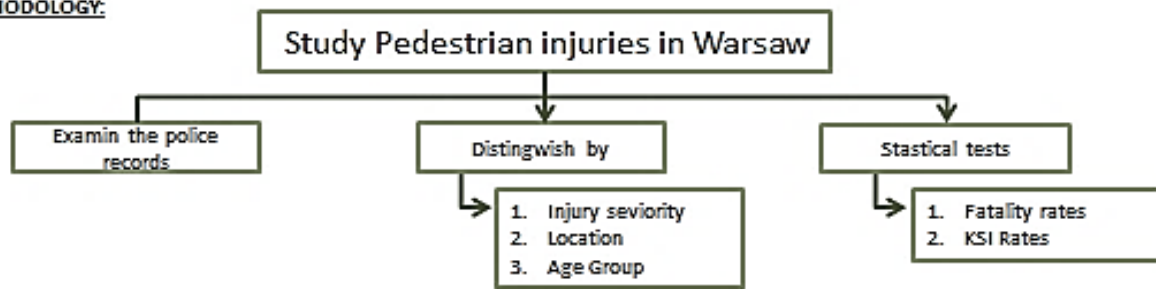 ODOLOGY:
Study Pedestrian injuries in Warsaw
Examin the police
records
Distingwish by
Stastical tests
1. Injury seviority
2. Location
3. Age Group
1. Fatality rates
2. KSI Rates